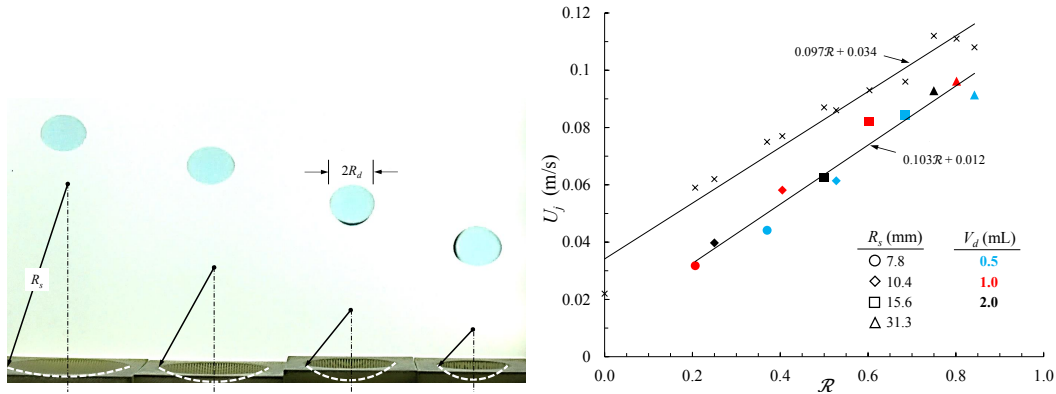 2R_d
R_s
0.12
0.1
0.08
0.06
0.04
0.02
0
U_j (m/s)
0.097ℛ + 0.034
0.103ℛ + 0.012
R_s (mm) V_d (mL)
7.8 0.5
10.4 1.0
15.6 2.0
31.3
0.0 0.2 0.4 0.6 0.8 1.0
ℛ